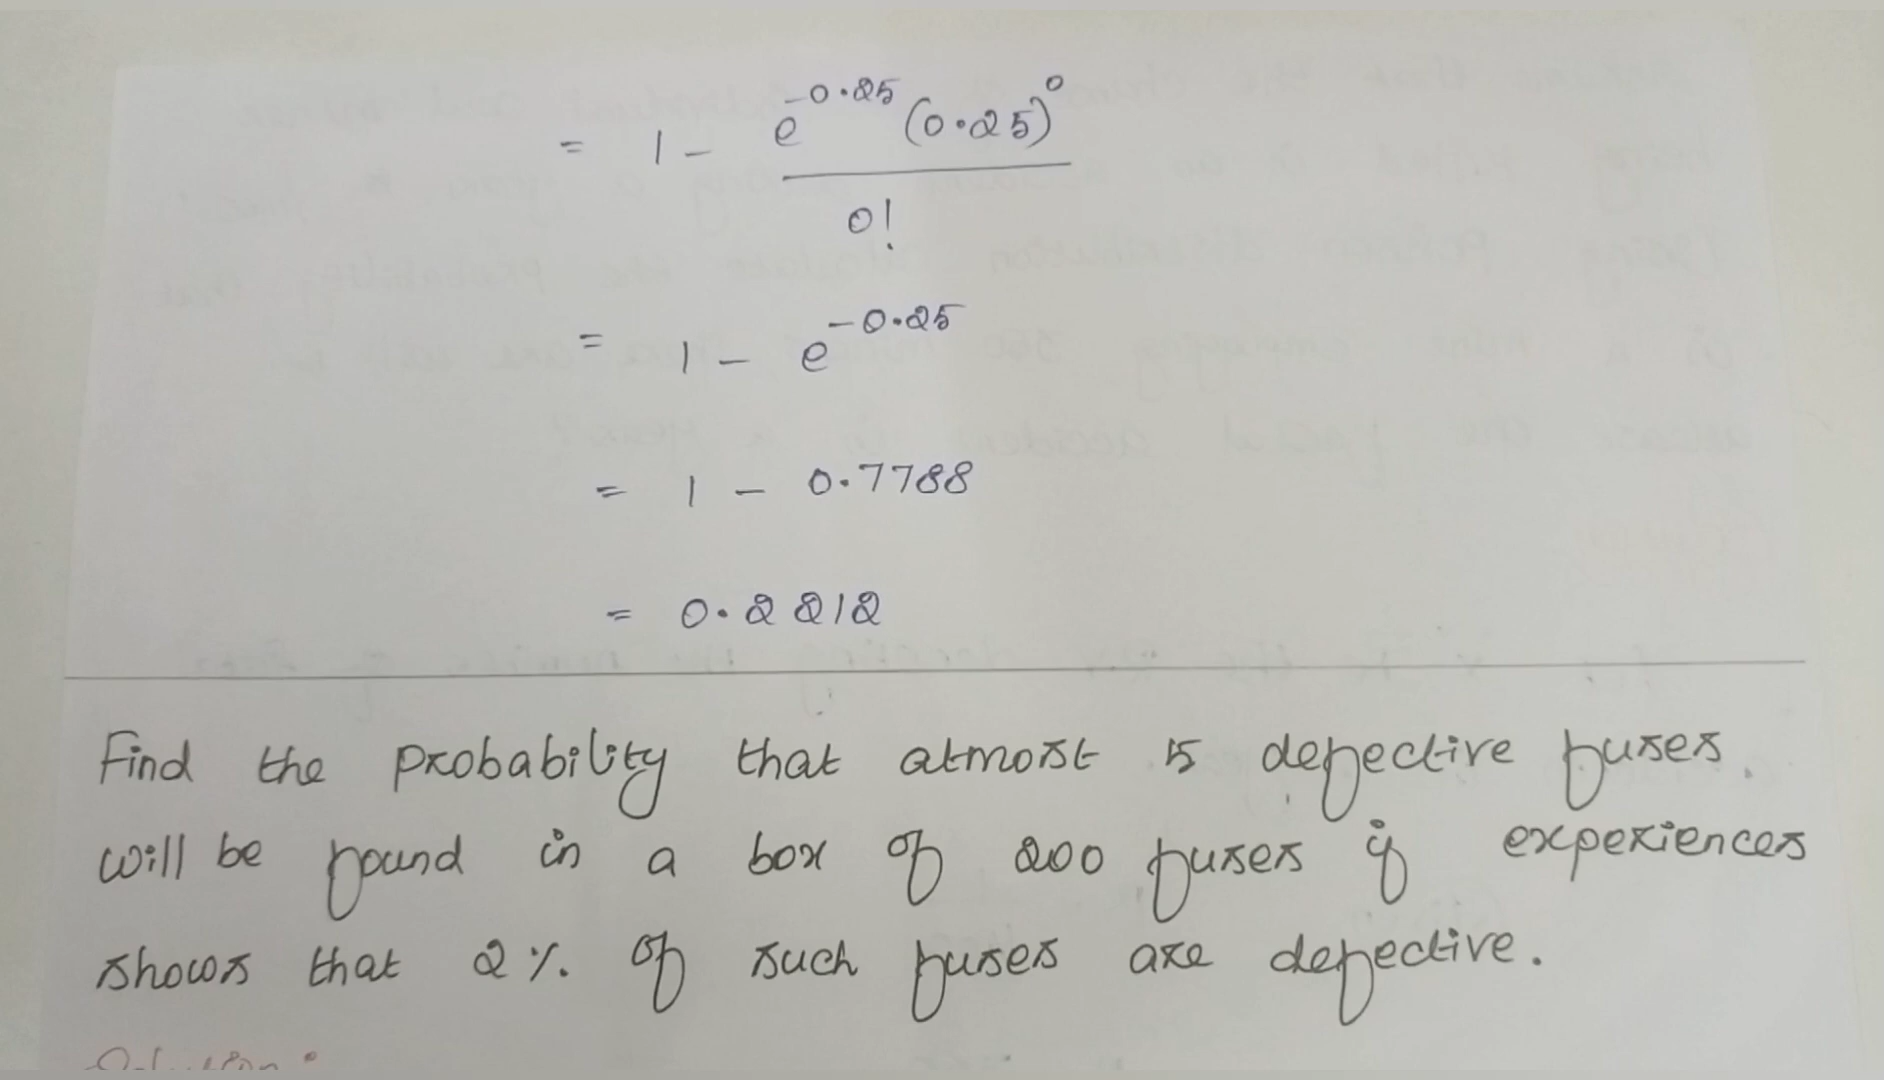 = 1 - e^{-0.25} (0.25)^0 / 0!
= 1 - e^{-0.25}
= 1 - 0.7788
= 0.2212
Find the probability that atmost 5 defective fuses
will be found in a box of 200 fuses if experiences
shows that 2%. of such fuses are defective.